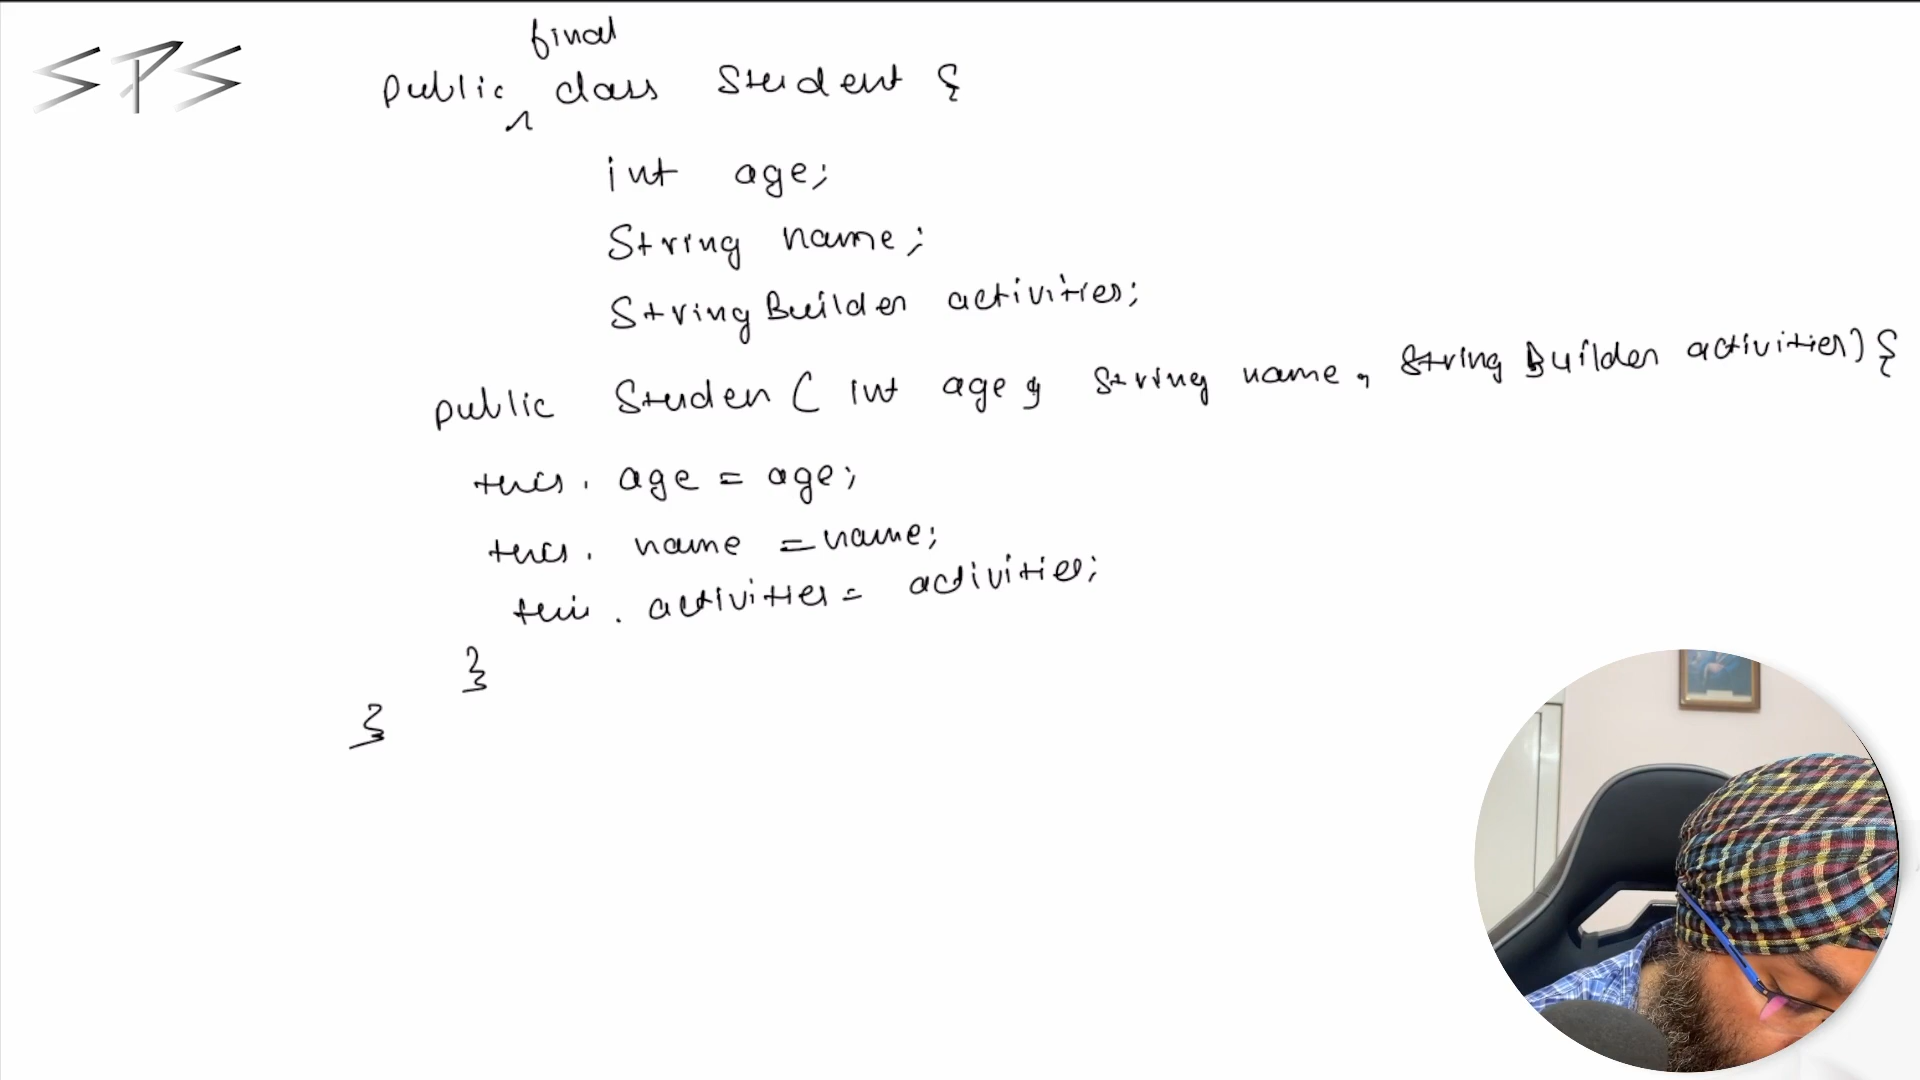 SPS
final
public class Student {
int age;
String name;
StringBuilder activities;
public Studen ( int age, String name, String Builder activities) {
this. age = age;
this. name = name;
this. activities = activities;
}
}